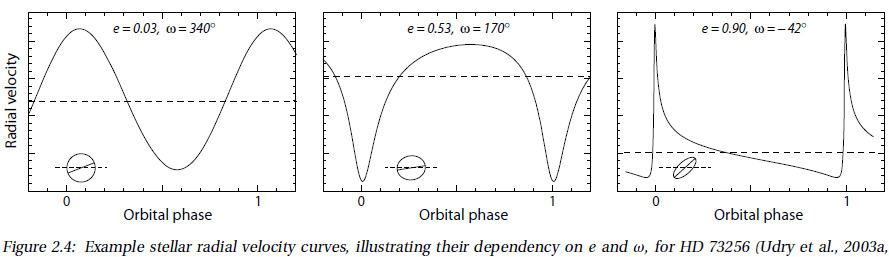 e = 0.03, ω = 340°
e = 0.53, ω = 170°
e = 0.90, ω = −42°
Radial velocity
0
1
0
1
0
1
Orbital phase
Orbital phase
Orbital phase
Figure 2.4: Example stellar radial velocity curves, illustrating their dependency on e and ω, for HD 73256 (Udry et al., 2003a,